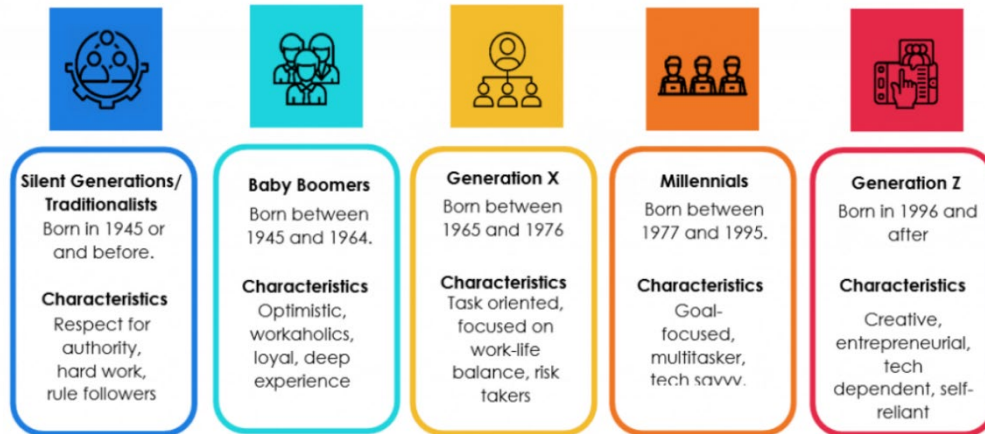 Silent Generations/
Traditionalists
Born in 1945 or
and before.
Characteristics
Respect for
authority,
hard work,
rule followers
Baby Boomers
Born between
1945 and 1964.
Characteristics
Optimistic,
workaholics,
loyal, deep
experience
Generation X
Born between
1965 and 1976
Characteristics
Task oriented,
focused on
work-life
balance, risk
takers
Millennials
Born between
1977 and 1995.
Characteristics
Goal-
focused,
multitasker,
tech savvy.
Generation Z
Born in 1996 and
after
Characteristics
Creative,
entrepreneurial,
tech
dependent, self-
reliant